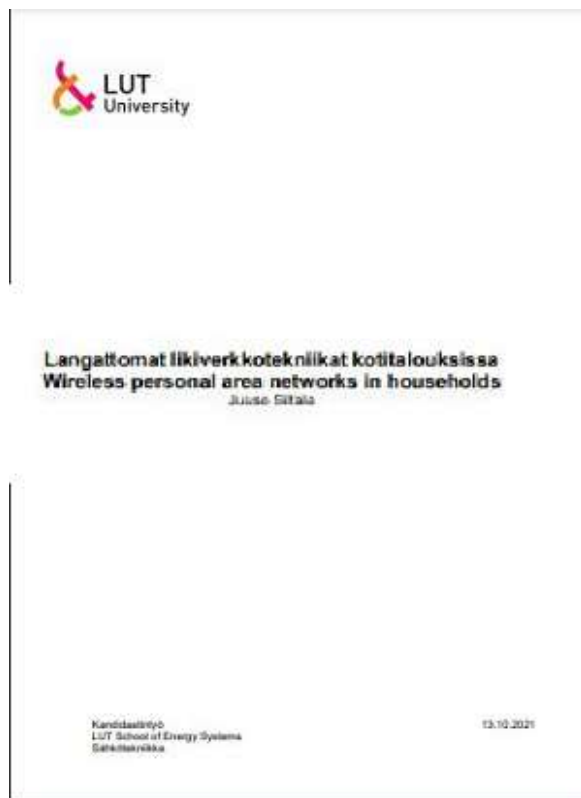 LUT
University
Langattomat likiverkkotekniikat kotitalouksissa
Wireless personal area networks in households
Juuso Siltala
Kandidaatintyö
LUT School of Energy Systems
Sähkötekniikka
13.10.2021